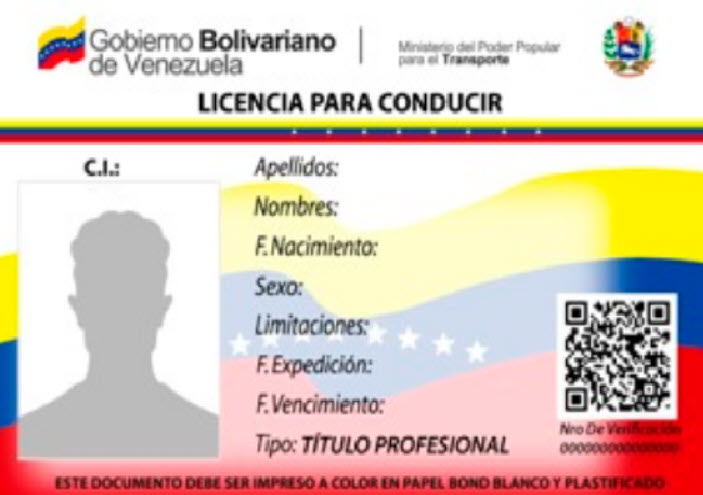 Gobierno Bolivariano
de Venezuela
Ministerio del Poder Popular
para el Transporte
LICENCIA PARA CONDUCIR
C.I.:
Apellidos:
Nombres:
F. Nacimiento:
Sexo:
Limitaciones:
F. Expedición:
F. Vencimiento:
Tipo: TÍTULO PROFESIONAL
Nro De Verificación
00000000000000
ESTE DOCUMENTO DEBE SER IMPRESO A COLOR EN PAPEL BOND BLANCO Y PLASTIFICADO